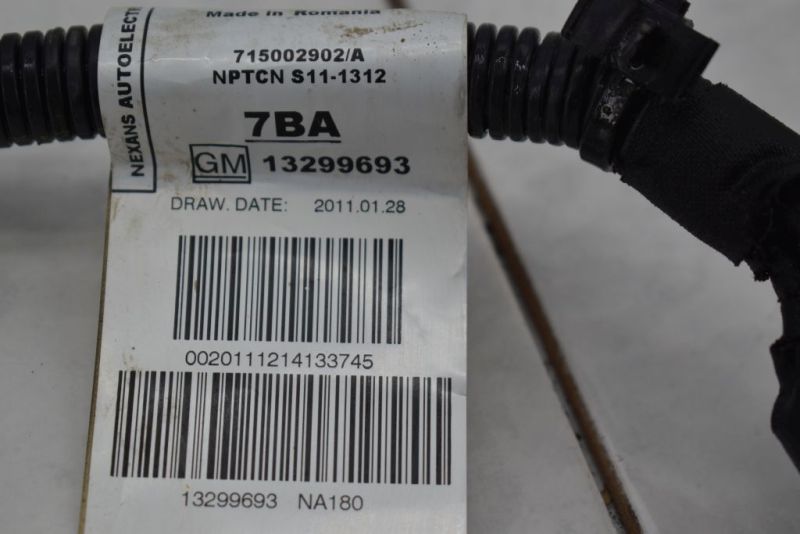 Made in Romania
715002902/A
NPTCN S11-1312
7BA
GM 13299693
DRAW. DATE: 2011.01.28
0020111214133745
13299693 NA180
NEXANS